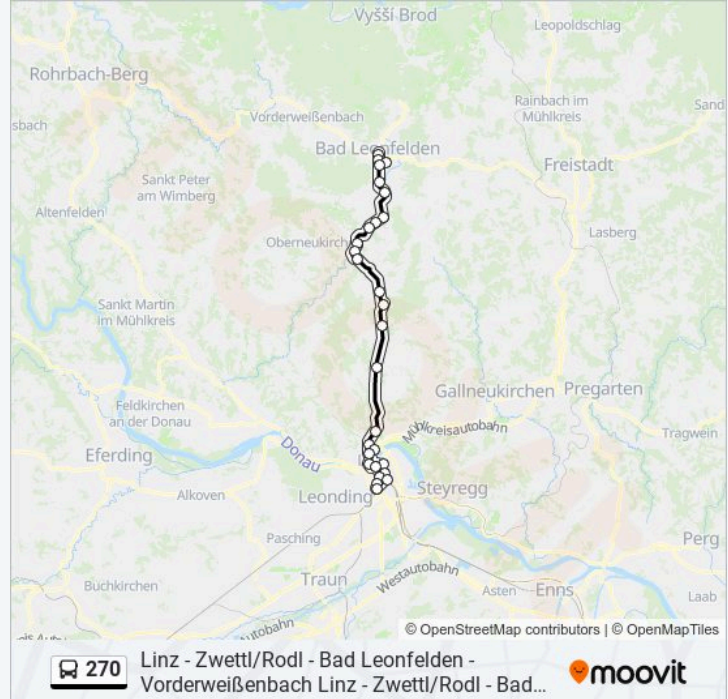 Vyšší Brod
Leopoldschlag
Rohrbach-Berg
Rainbach im
Mühlkreis
Sand
Vorderweißenbach
sbach
Bad Leonfelden
Freistadt
Sankt Peter
am Wimberg
Altenfelden
Lasberg
Oberneukirch
Sankt Martin
im Mühlkreis
Gallneukirchen
Pregarten
Feldkirchen
an der Donau
Mühlkreisautobahn
Tragwein
Eferding
Donau
Alkoven
Leonding
Steyregg
Pasching
Perg
Traun
Westautobahn
Buchkirchen
Asten
Enns
Laab
is Au
utobahn
© OpenStreetMap contributors | © OpenMapTiles
270
Linz - Zwettl/Rodl - Bad Leonfelden -
Vorderweißenbach Linz - Zwettl/Rodl - Bad...
moovit